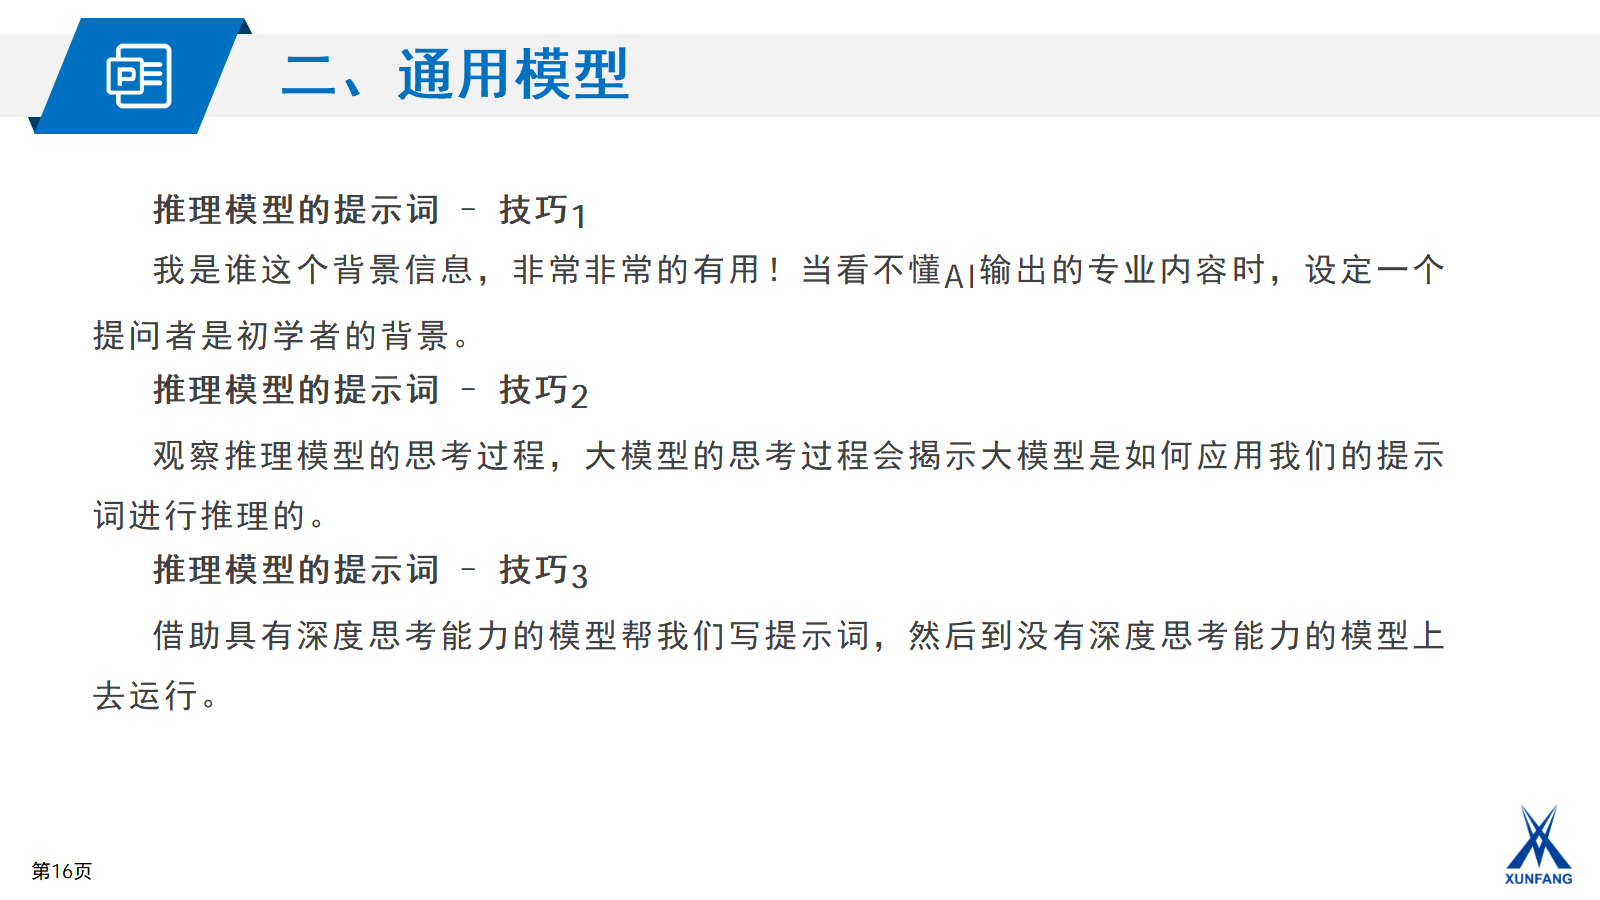 二、通用模型
推理模型的提示词 - 技巧1
我是谁这个背景信息，非常非常的有用！当看不懂AI输出的专业内容时，设定一个
提问者是初学者的背景。
推理模型的提示词 - 技巧2
观察推理模型的思考过程，大模型的思考过程会揭示大模型是如何应用我们的提示
词进行推理的。
推理模型的提示词 - 技巧3
借助具有深度思考能力的模型帮我们写提示词，然后到没有深度思考能力的模型上
去运行。
第16页
XUNFANG